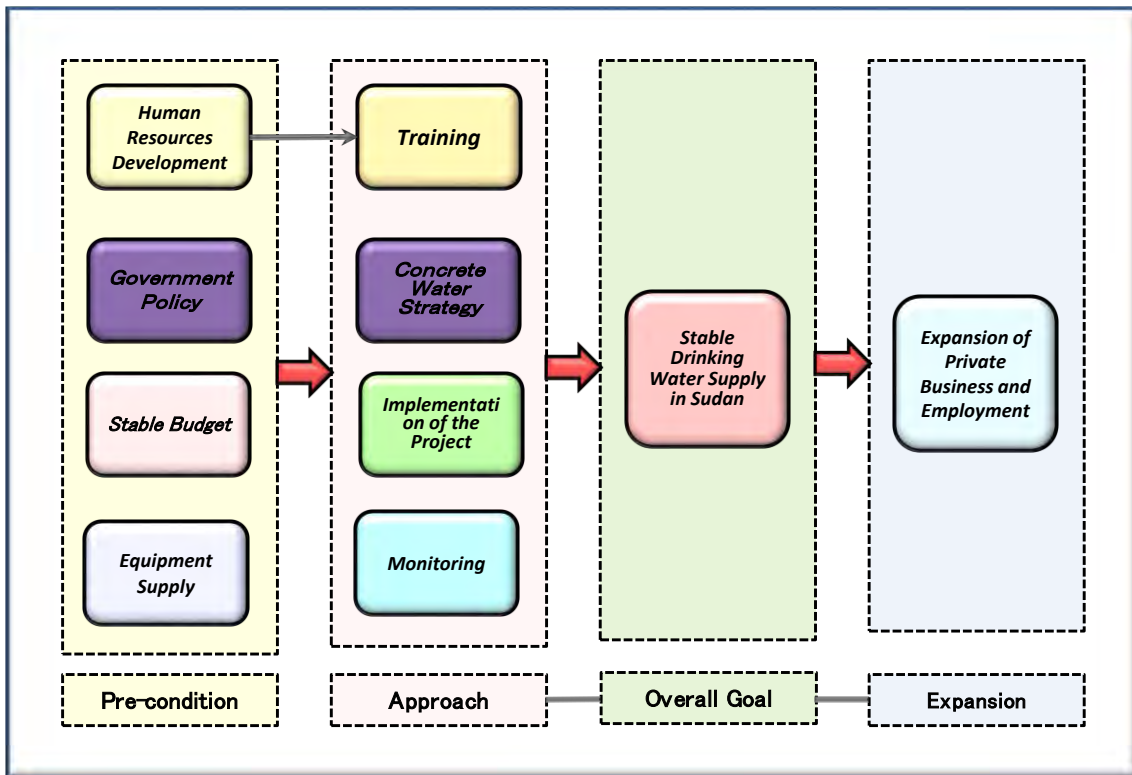 Human
Resources
Development
Training
Government
Policy
Concrete
Water
Strategy
Stable Budget
Implementati
on of the
Project
Equipment
Supply
Monitoring
Stable
Drinking
Water Supply
in Sudan
Expansion of
Private
Business and
Employment
Pre-condition
Approach
Overall Goal
Expansion